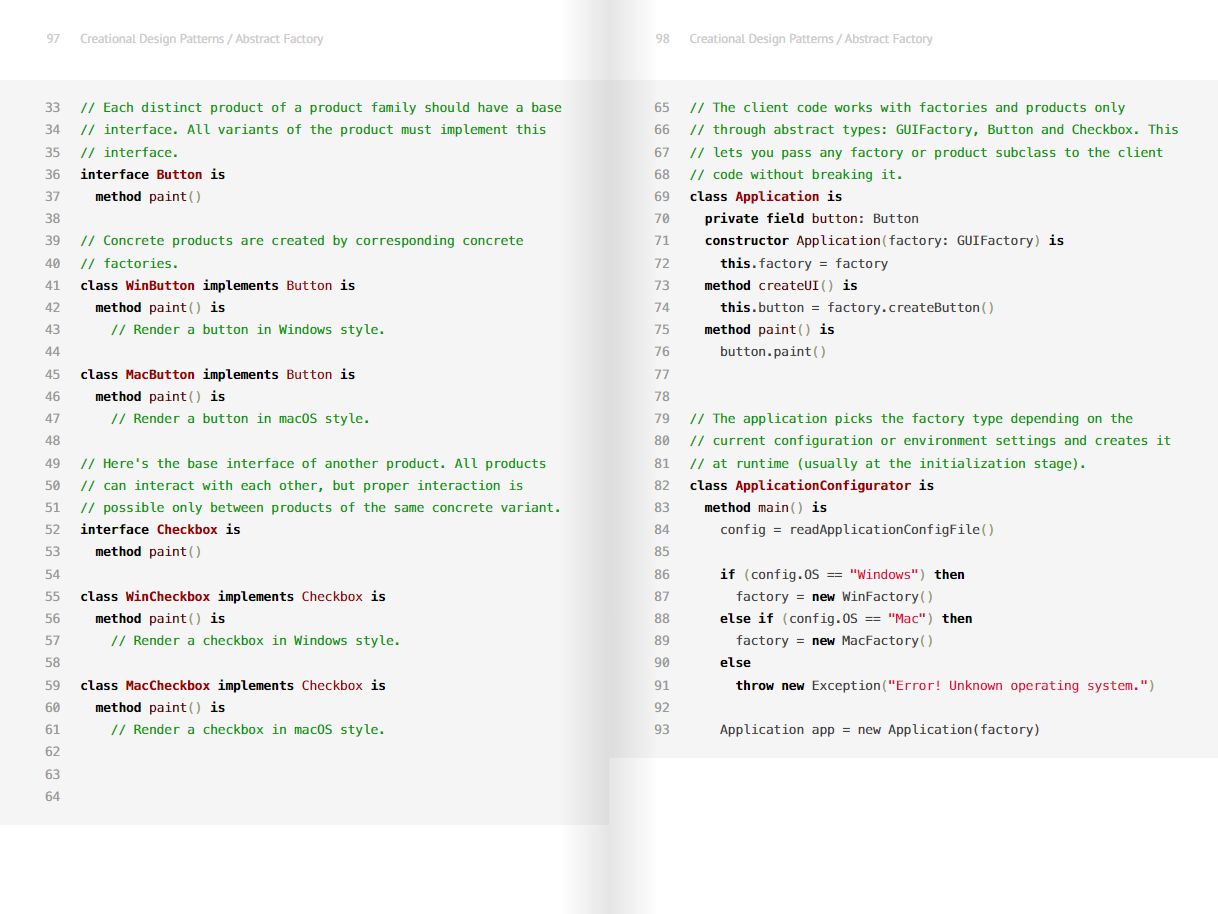 97 Creational Design Patterns / Abstract Factory
33 // Each distinct product of a product family should have a base
34 // interface. All variants of the product must implement this
35 // interface.
36 interface Button is
37 method paint()
38
39 // Concrete products are created by corresponding concrete
40 // factories.
41 class WinButton implements Button is
42 method paint() is
43 // Render a button in Windows style.
44
45 class MacButton implements Button is
46 method paint() is
47 // Render a button in macOS style.
48
49 // Here's the base interface of another product. All products
50 // can interact with each other, but proper interaction is
51 // possible only between products of the same concrete variant.
52 interface Checkbox is
53 method paint()
54
55 class WinCheckbox implements Checkbox is
56 method paint() is
57 // Render a checkbox in Windows style.
58
59 class MacCheckbox implements Checkbox is
60 method paint() is
61 // Render a checkbox in macOS style.
62
63
64
98 Creational Design Patterns / Abstract Factory
65 // The client code works with factories and products only
66 // through abstract types: GUIFactory, Button and Checkbox. This
67 // lets you pass any factory or product subclass to the client
68 // code without breaking it.
69 class Application is
70 private field button: Button
71 constructor Application(factory: GUIFactory) is
72 this.factory = factory
73 method createUI() is
74 this.button = factory.createButton()
75 method paint() is
76 button.paint()
77
78
79 // The application picks the factory type depending on the
80 // current configuration or environment settings and creates it
81 // at runtime (usually at the initialization stage).
82 class ApplicationConfigurator is
83 method main() is
84 config = readApplicationConfigFile()
85
86 if (config.OS == "Windows") then
87 factory = new WinFactory()
88 else if (config.OS == "Mac") then
89 factory = new MacFactory()
90 else
91 throw new Exception("Error! Unknown operating system.")
92
93 Application app = new Application(factory)